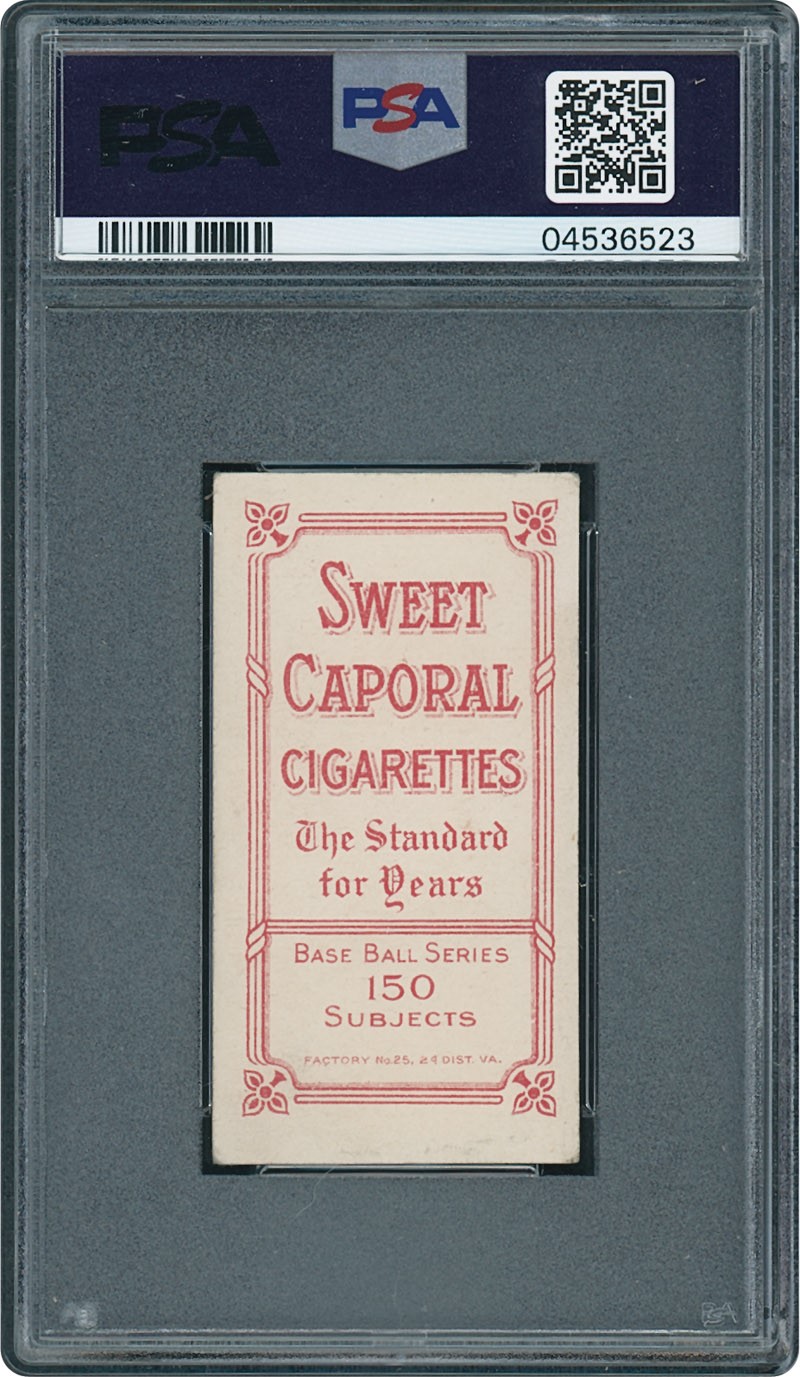 PSA
PSA
04536523
SWEET
CAPORAL
CIGARETTES
The Standard
for Years
BASE BALL SERIES
150
SUBJECTS
FACTORY No. 25, 2d DIST. VA.
PSA